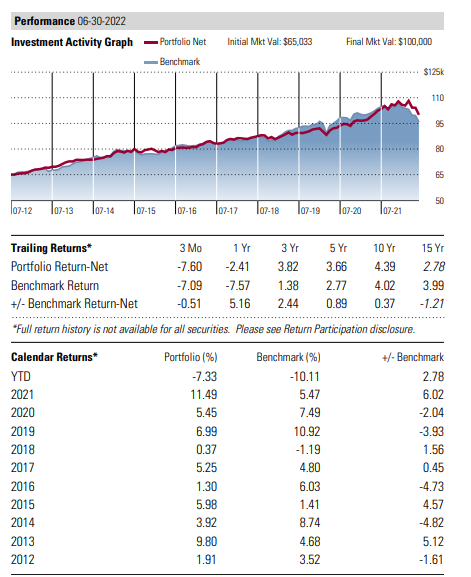 Performance 06-30-2022
Investment Activity Graph Portfolio Net Initial Mkt Val: $65,033 Final Mkt Val: $100,000
Benchmark
$125k
110
95
80
65
50
07-12 07-13 07-14 07-15 07-16 07-17 07-18 07-19 07-20 07-21
Trailing Returns* 3 Mo 1 Yr 3 Yr 5 Yr 10 Yr 15 Yr
Portfolio Return-Net -7.60 -2.41 3.82 3.66 4.39 2.78
Benchmark Return -7.09 -7.57 1.38 2.77 4.02 3.99
+/- Benchmark Return-Net -0.51 5.16 2.44 0.89 0.37 -1.21
*Full return history is not available for all securities. Please see Return Participation disclosure.
Calendar Returns* Portfolio (%) Benchmark (%) +/- Benchmark
YTD -7.33 -10.11 2.78
2021 11.49 5.47 6.02
2020 5.45 7.49 -2.04
2019 6.99 10.92 -3.93
2018 0.37 -1.19 1.56
2017 5.25 4.80 0.45
2016 1.30 6.03 -4.73
2015 5.98 1.41 4.57
2014 3.92 8.74 -4.82
2013 9.80 4.68 5.12
2012 1.91 3.52 -1.61